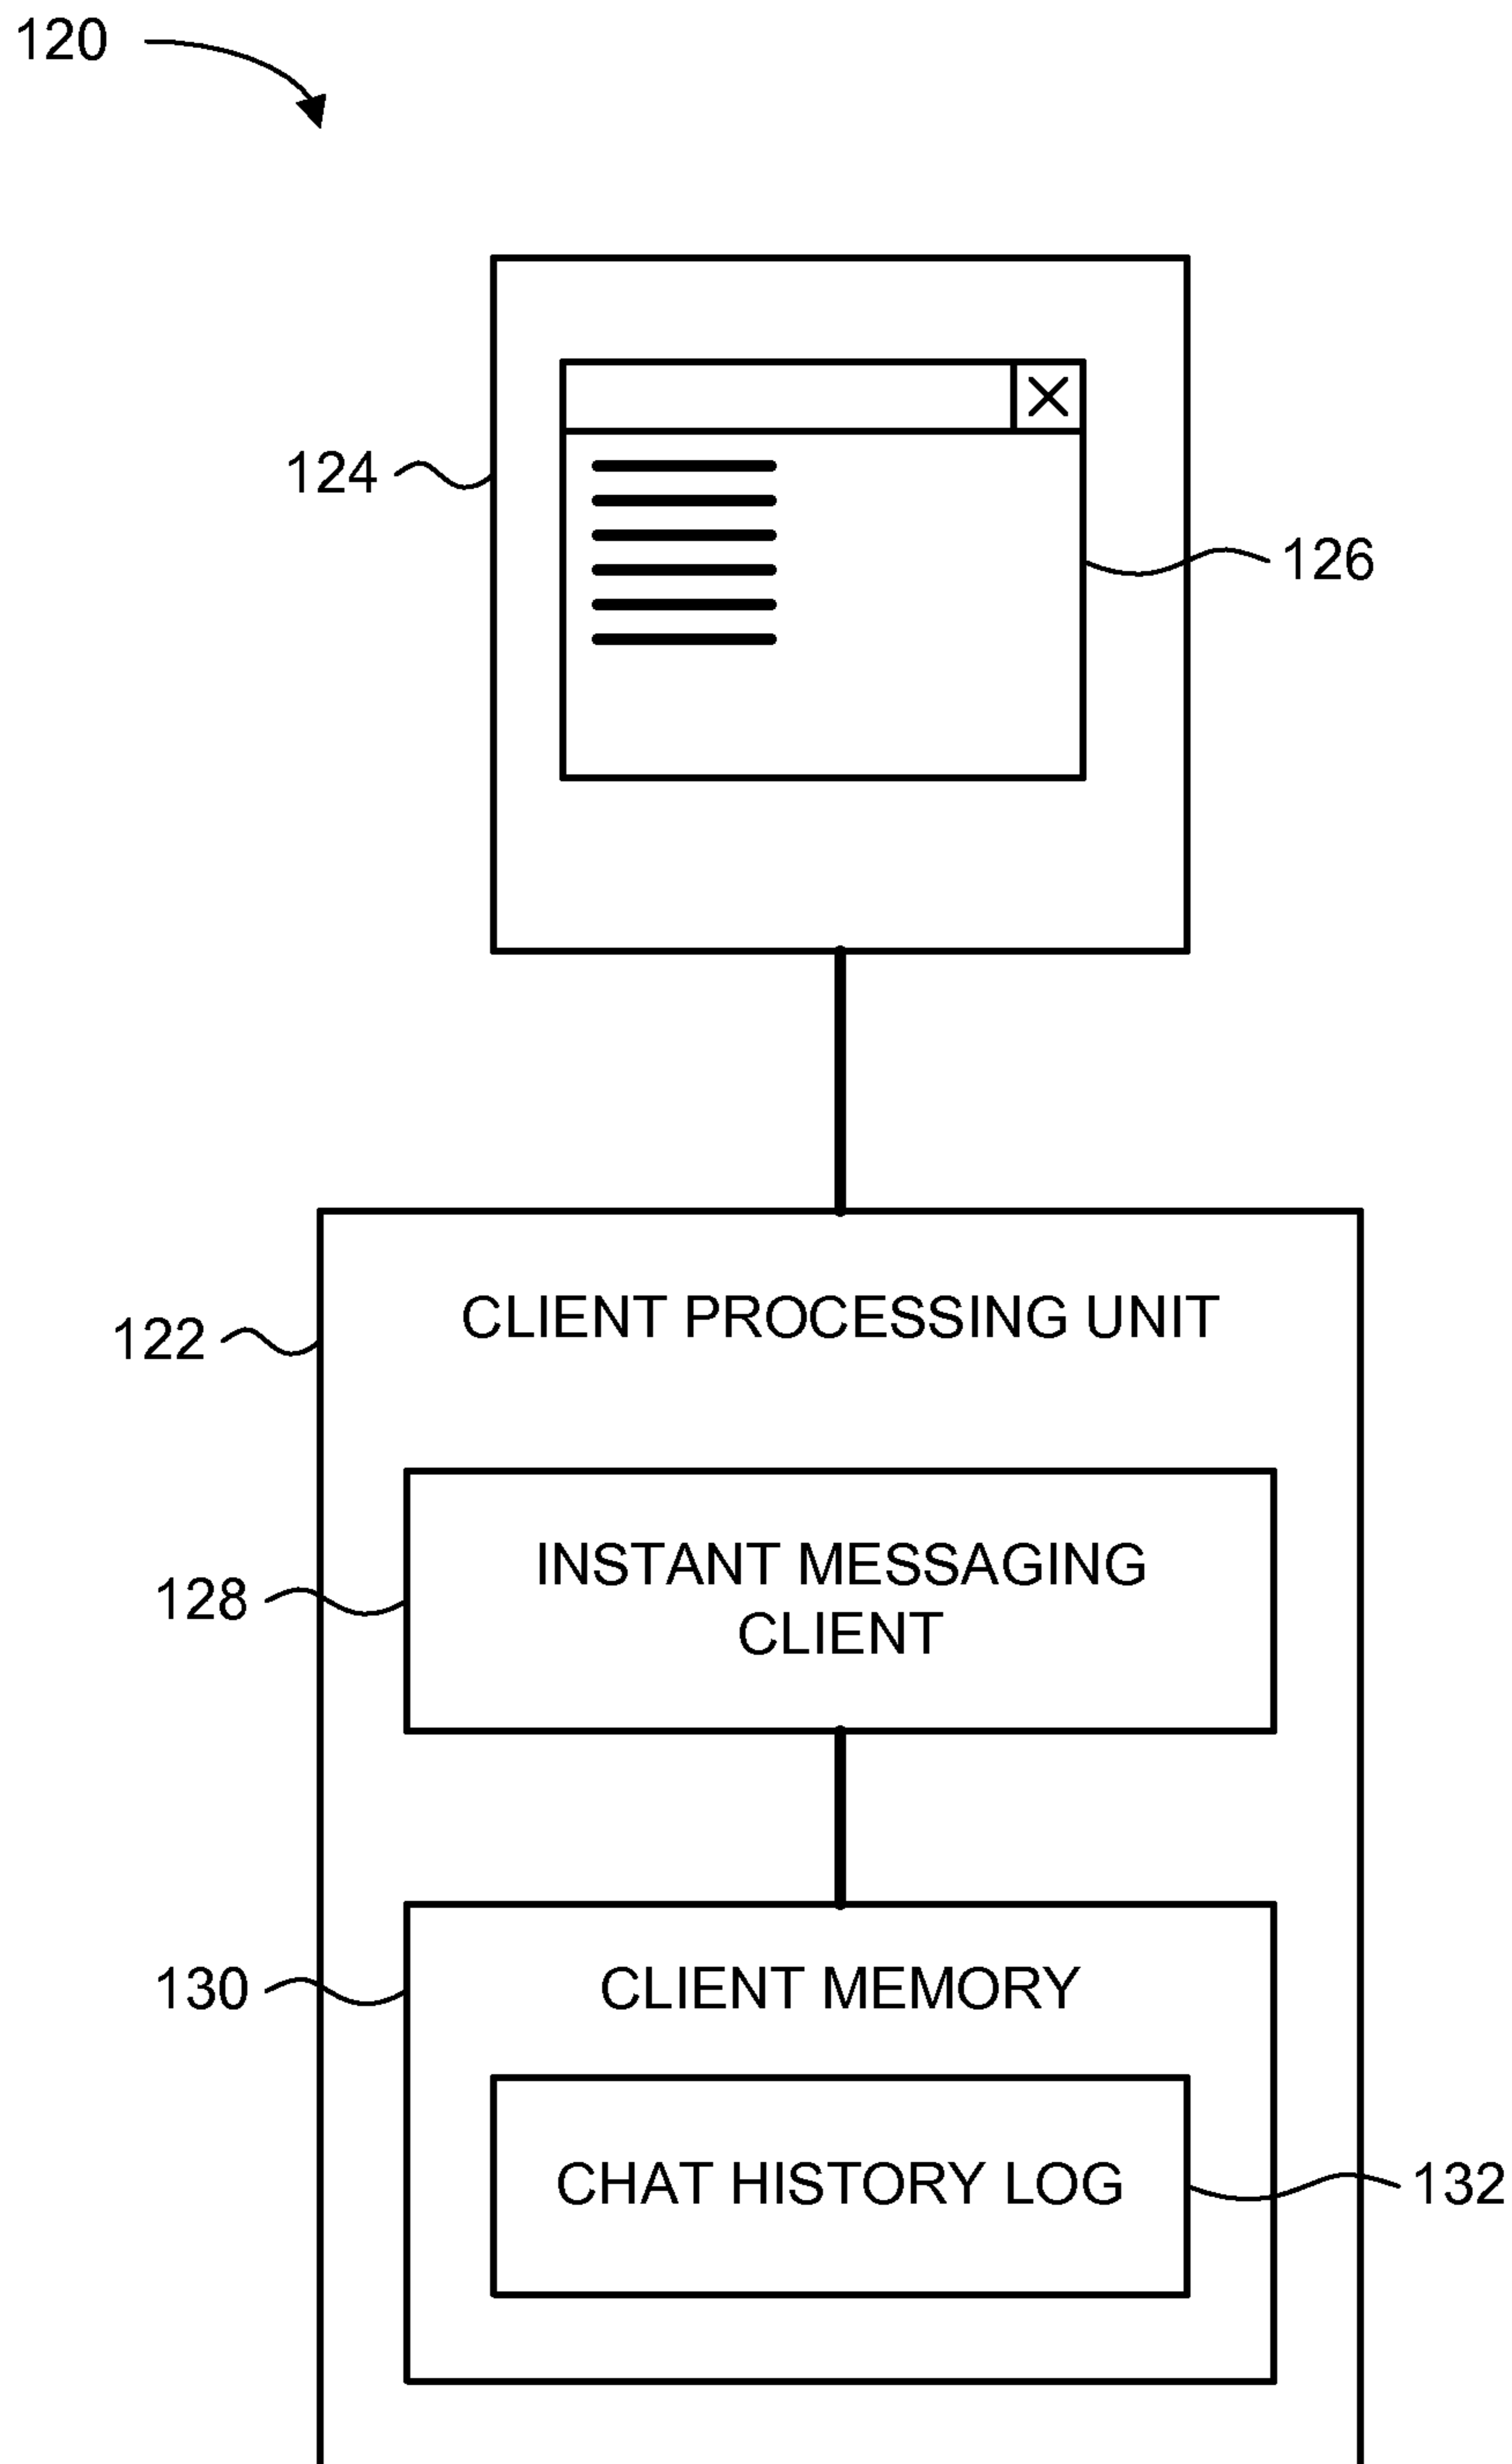 120
124
126
122
CLIENT PROCESSING UNIT
128
INSTANT MESSAGING
CLIENT
130
CLIENT MEMORY
CHAT HISTORY LOG
132